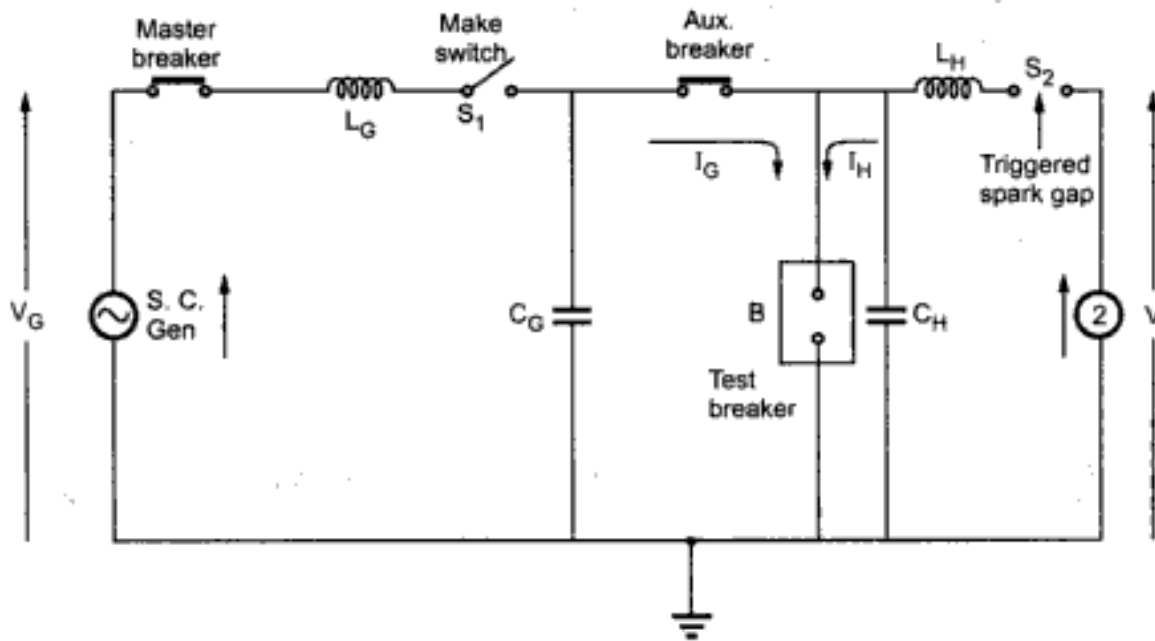 Master
breaker
Make
switch
Aux.
breaker
L_H
S_2
L_G
S_1
I_G
I_H
Triggered
spark gap
V_G
S. C.
Gen
C_G
B
C_H
2
V
Test
breaker